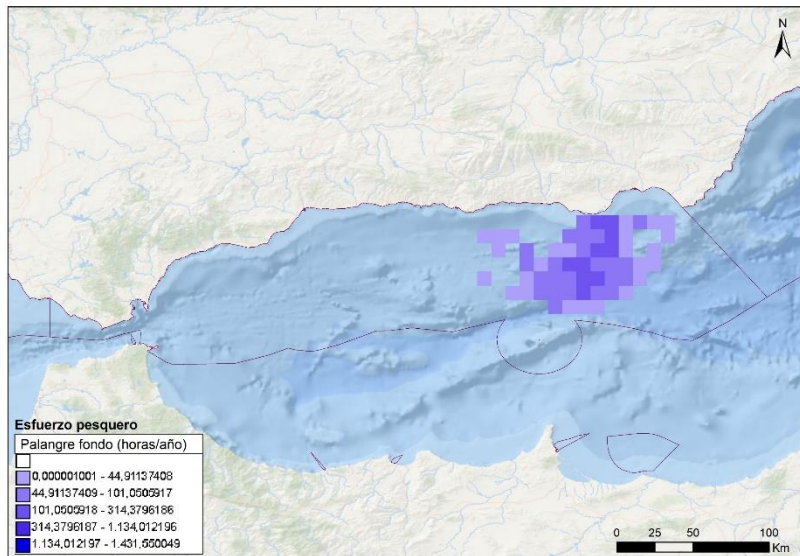 N
Esfuerzo pesquero
Palangre fondo (horas/año)
0,000001001 - 44,91137408
44,91137409 - 101,0505917
101,0505918 - 314,3796186
314,3796187 - 1.134,012196
1.134,012197 - 1.431,550049
0 25 50 100
Km